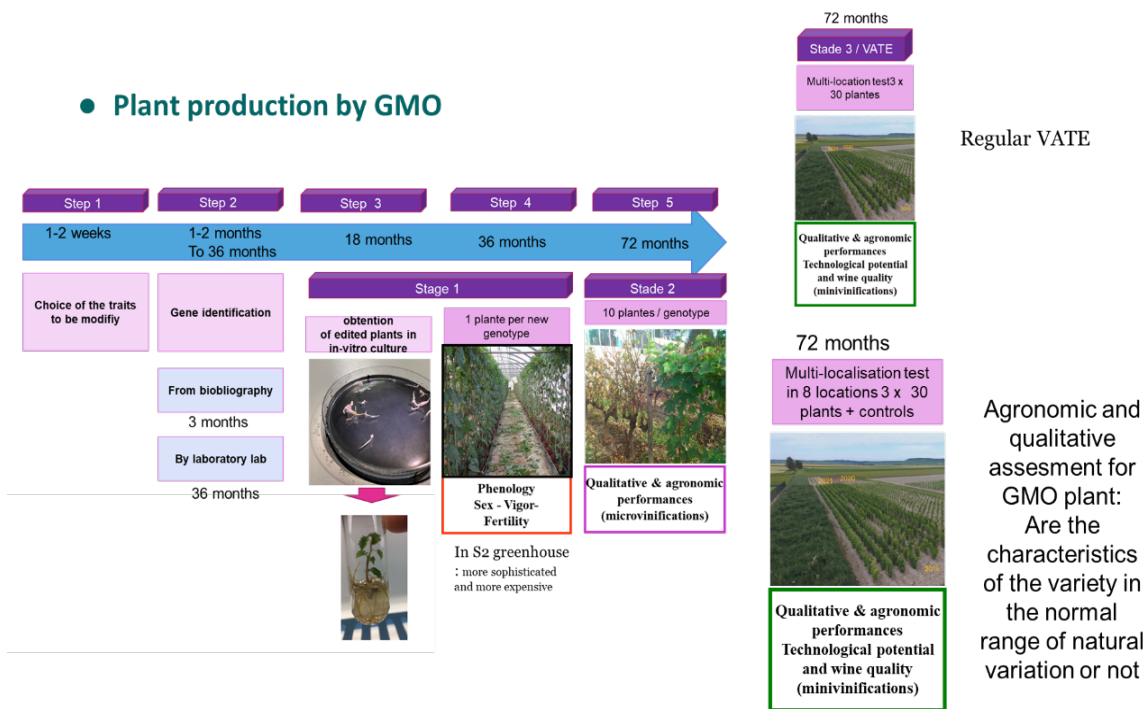 ● Plant production by GMO
Step 1
Step 2
Step 3
Step 4
Step 5
1-2 weeks
1-2 months
To 36 months
18 months
36 months
72 months
Choice of the traits
to be modifiy
Gene identification
From biobliography
3 months
By laboratory lab
36 months
Stage 1
obtention
of edited plants in
in-vitro culture
1 plante per new
genotype
Phenology
Sex - Vigor-
Fertility
In S2 greenhouse
: more sophisticated
and more expensive
Stade 2
10 plantes / genotype
Qualitative & agronomic
performances
(microvinifications)
72 months
Stade 3 / VATE
Multi-location test3 x
30 plantes
Qualitative & agronomic
performances
Technological potential
and wine quality
(minivinifications)
Regular VATE
72 months
Multi-localisation test
in 8 locations 3 x 30
plants + controls
2021 2020
Qualitative & agronomic
performances
Technological potential
and wine quality
(minivinifications)
Agronomic and
qualitative
assesment for
GMO plant:
Are the
characteristics
of the variety in
the normal
range of natural
variation or not